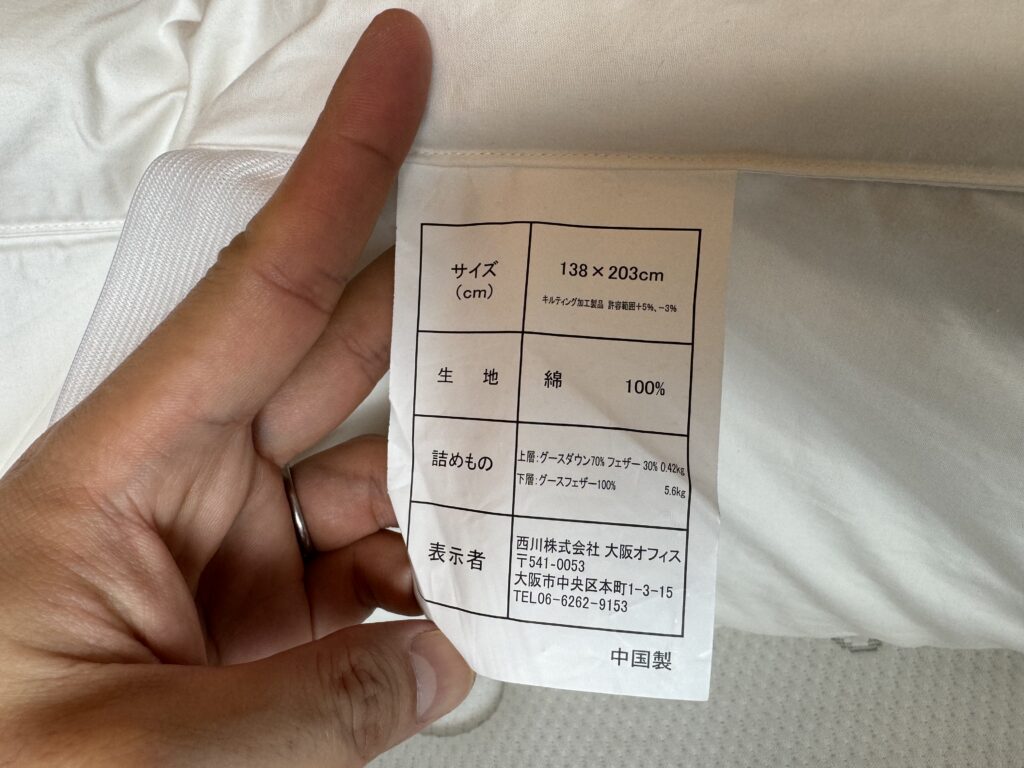 サイズ
(cm)
138×203cm
キルティング加工製品 許容範囲+5%、-3%
生 地
綿 100%
詰めもの
上層:グースダウン70% フェザー 30% 0.42kg
下層:グースフェザー100% 5.6kg
表示者
西川株式会社 大阪オフィス
〒541-0053
大阪市中央区本町1-3-15
TEL06-6262-9153
中国製